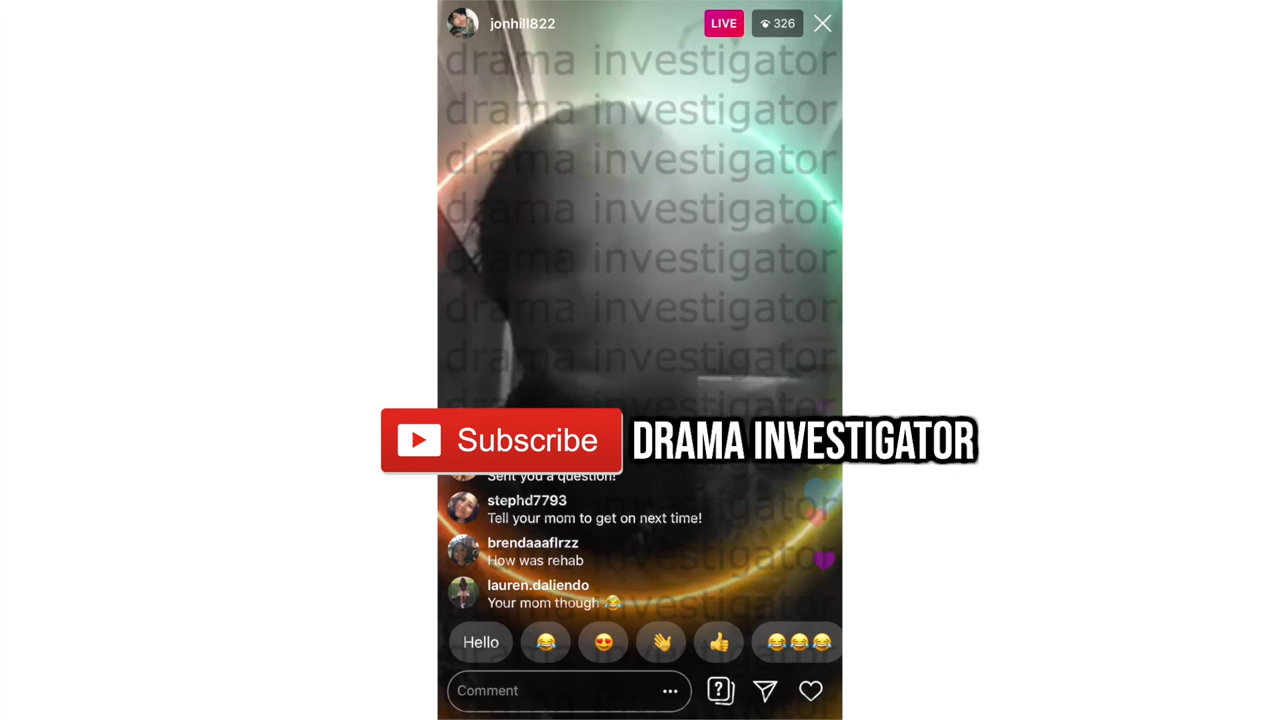 jonhill822
LIVE
326
drama investigator
drama investigator
drama investigator
drama investigator
drama investigator
drama investigator
drama investigator
Subscribe
DRAMA INVESTIGATOR
Sent you a question!
stephd7793
Tell your mom to get on next time!
drama investigator
brendaaaflrzz
How was rehab
lauren.daliendo
Your mom though 😂
drama investigator
Hello
😂
😍
👋
👍
😂😂😂
Comment